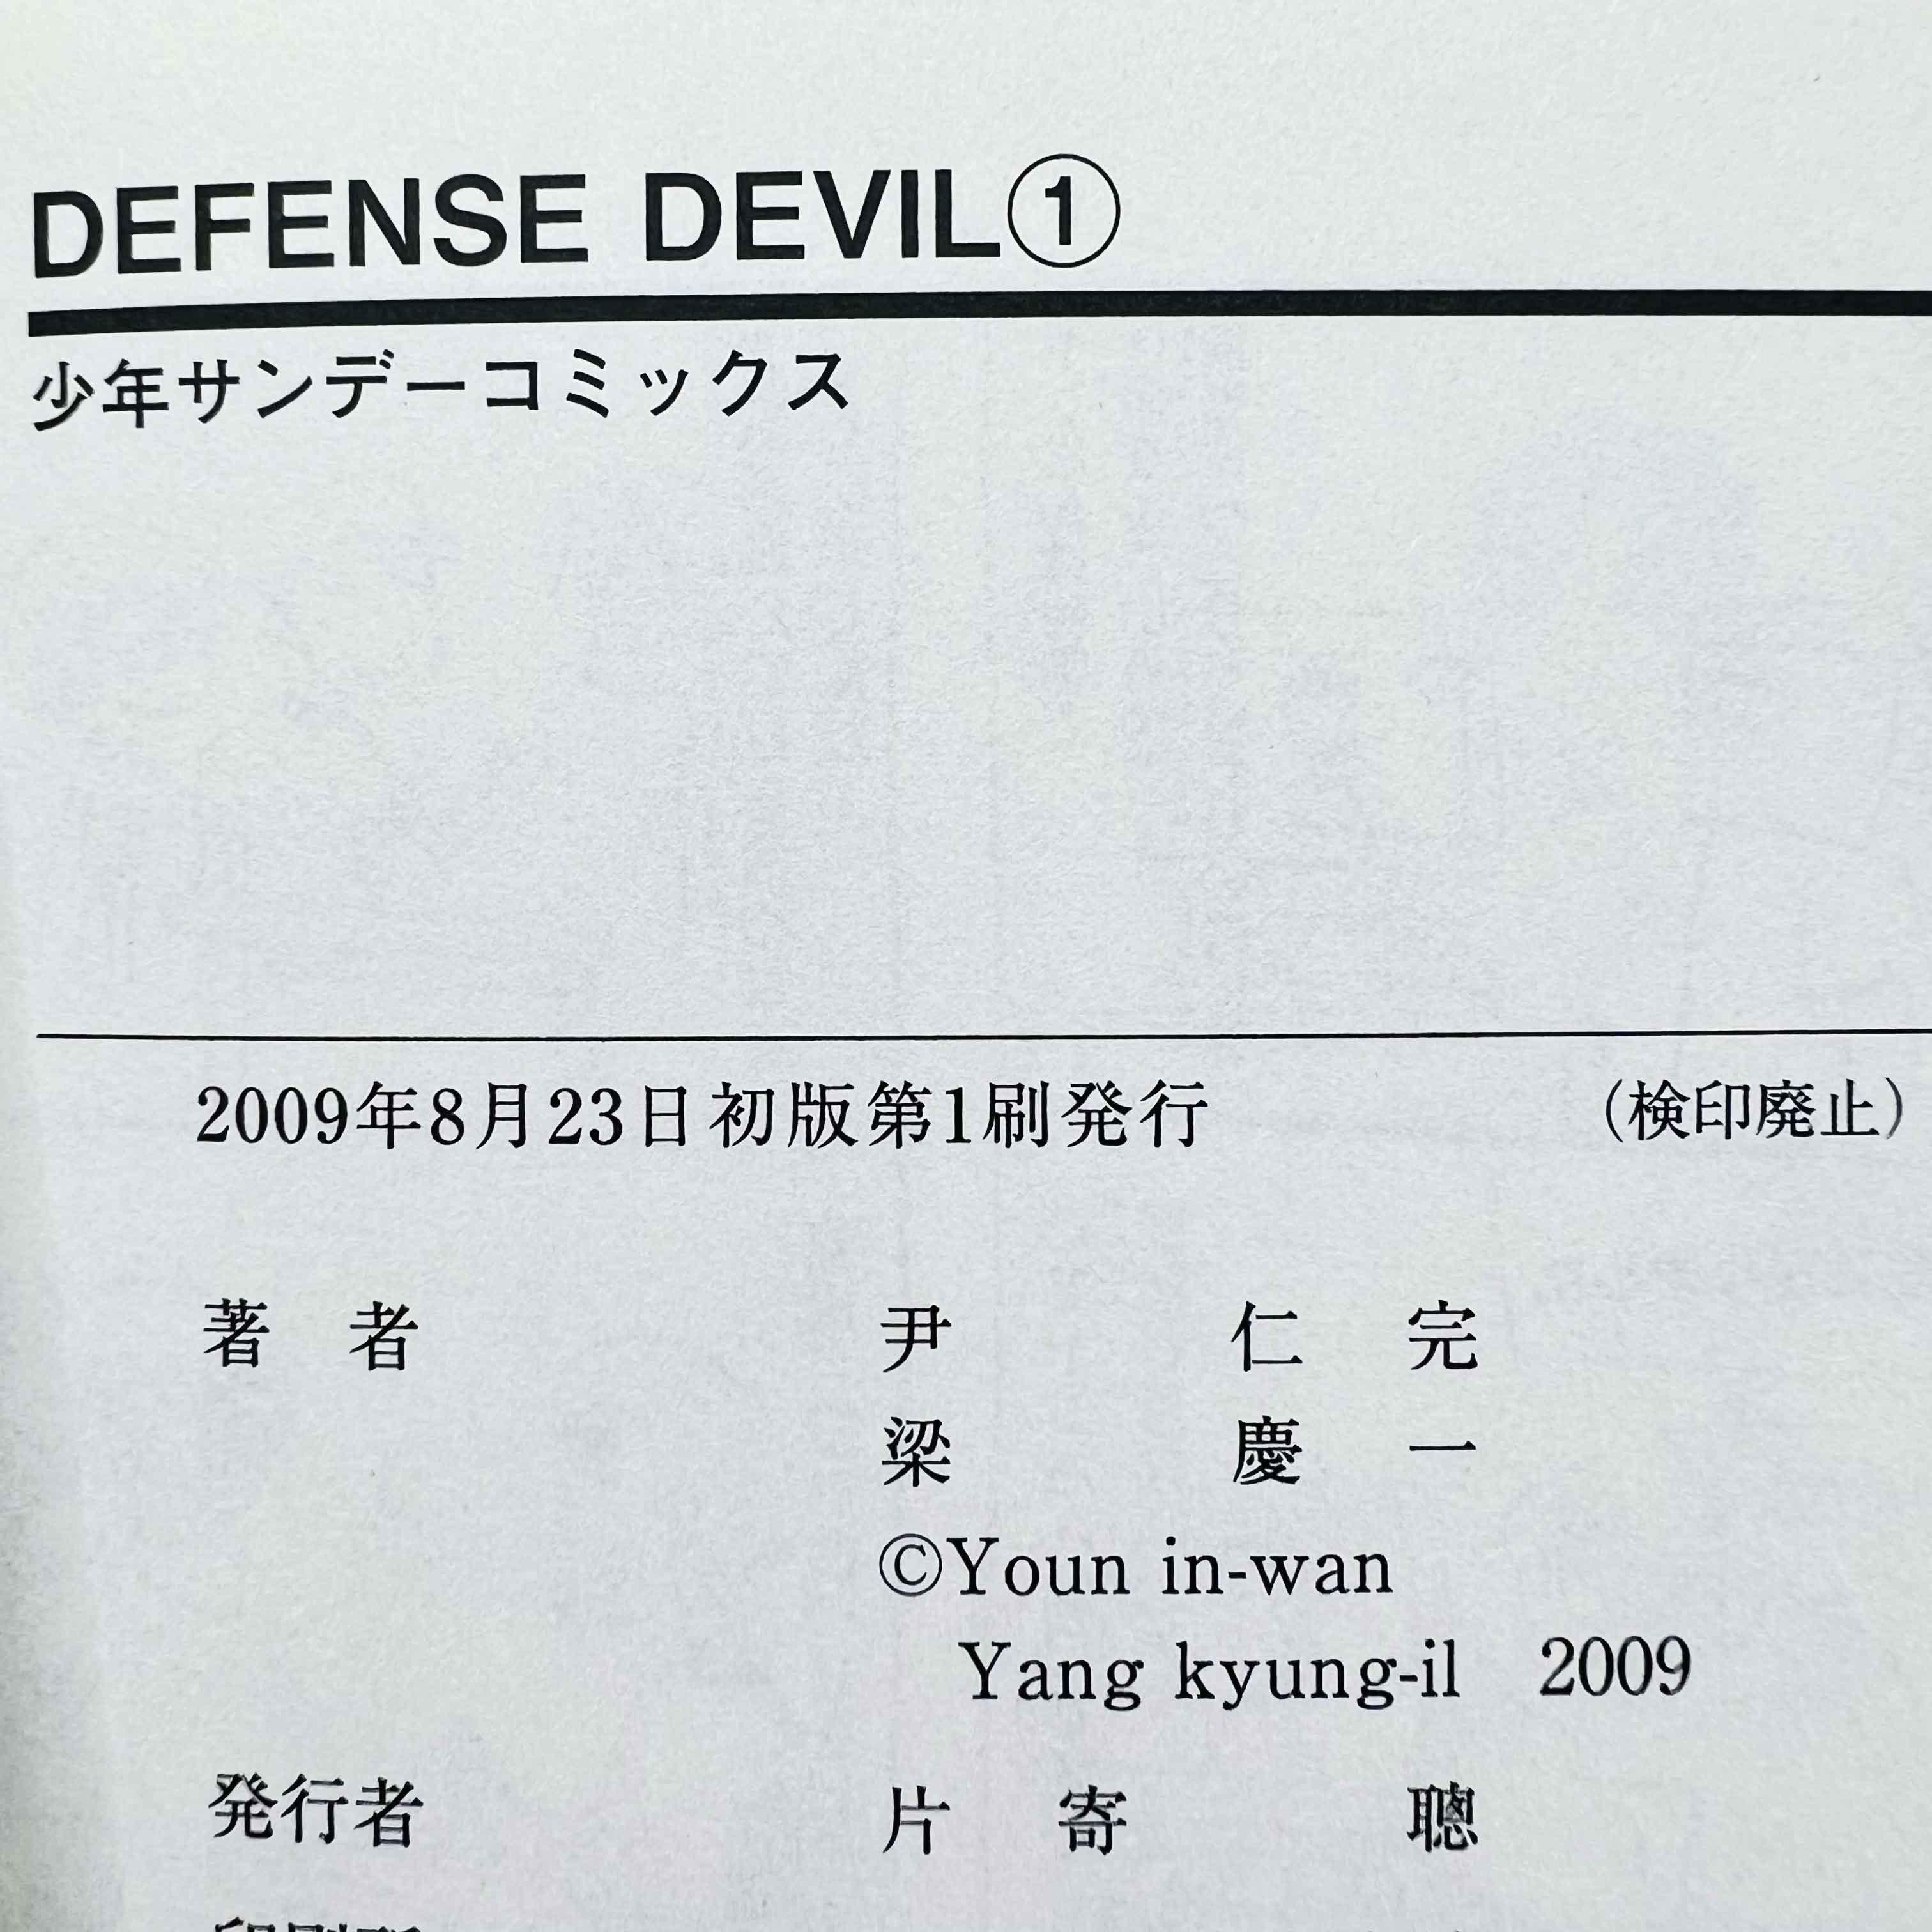 DEFENSE DEVIL①
少年サンデーコミックス
2009年8月23日初版第1刷発行 (検印廃止)
著者 尹仁完
梁慶一
©Youn in-wan
Yang kyung-il 2009
発行者 片寄聰